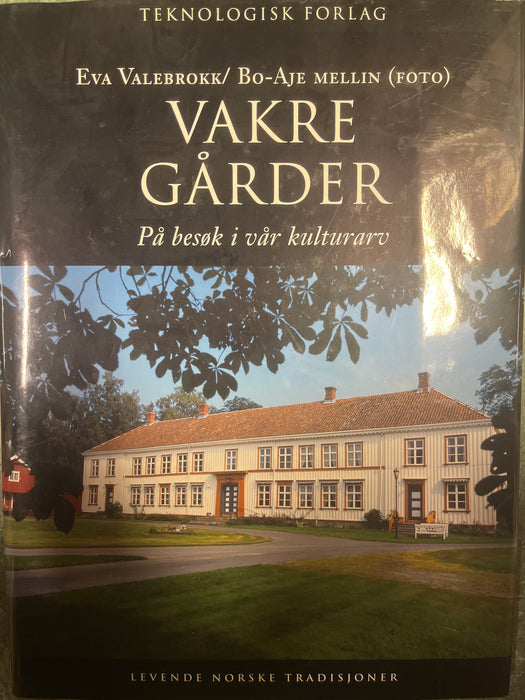 TEKNOLOGISK FORLAG
EVA VALEBROKK/ BO-AJE MELLIN (FOTO)
VAKRE
GÅRDER
På besøk i vår kulturarv
LEVENDE NORSKE TRADISJONER